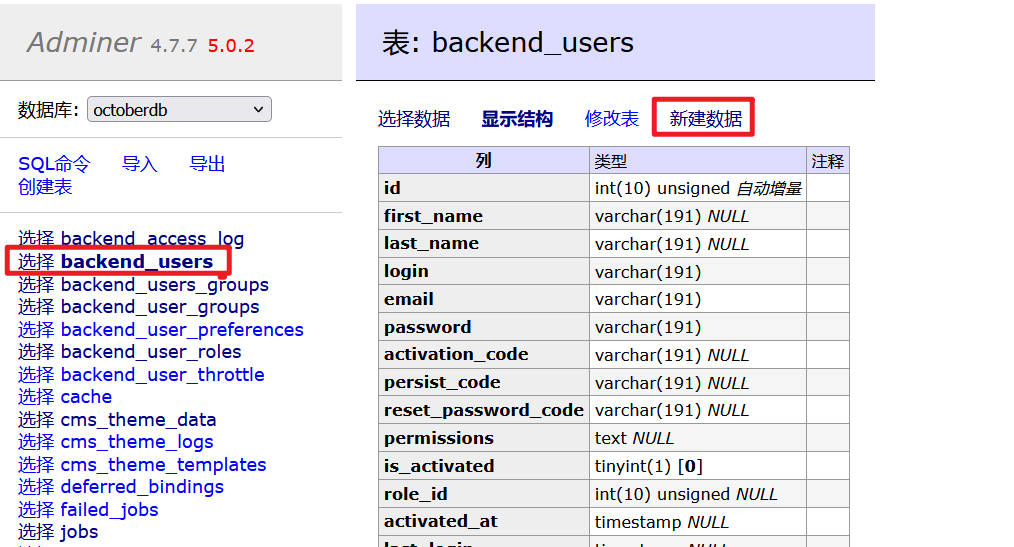 Adminer 4.7.7 5.0.2
数据库: octoberdb
SQL命令 导入 导出
创建表
选择 backend_access_log
选择 backend_users
选择 backend_users_groups
选择 backend_user_groups
选择 backend_user_preferences
选择 backend_user_roles
选择 backend_user_throttle
选择 cache
选择 cms_theme_data
选择 cms_theme_logs
选择 cms_theme_templates
选择 deferred_bindings
选择 failed_jobs
选择 jobs
表: backend_users
选择数据 显示结构 修改表 新建数据
列 类型 注释
id int(10) unsigned 自动增量
first_name varchar(191) NULL
last_name varchar(191) NULL
login varchar(191)
email varchar(191)
password varchar(191)
activation_code varchar(191) NULL
persist_code varchar(191) NULL
reset_password_code varchar(191) NULL
permissions text NULL
is_activated tinyint(1) [0]
role_id int(10) unsigned NULL
activated_at timestamp NULL
last_login timestamp NULL